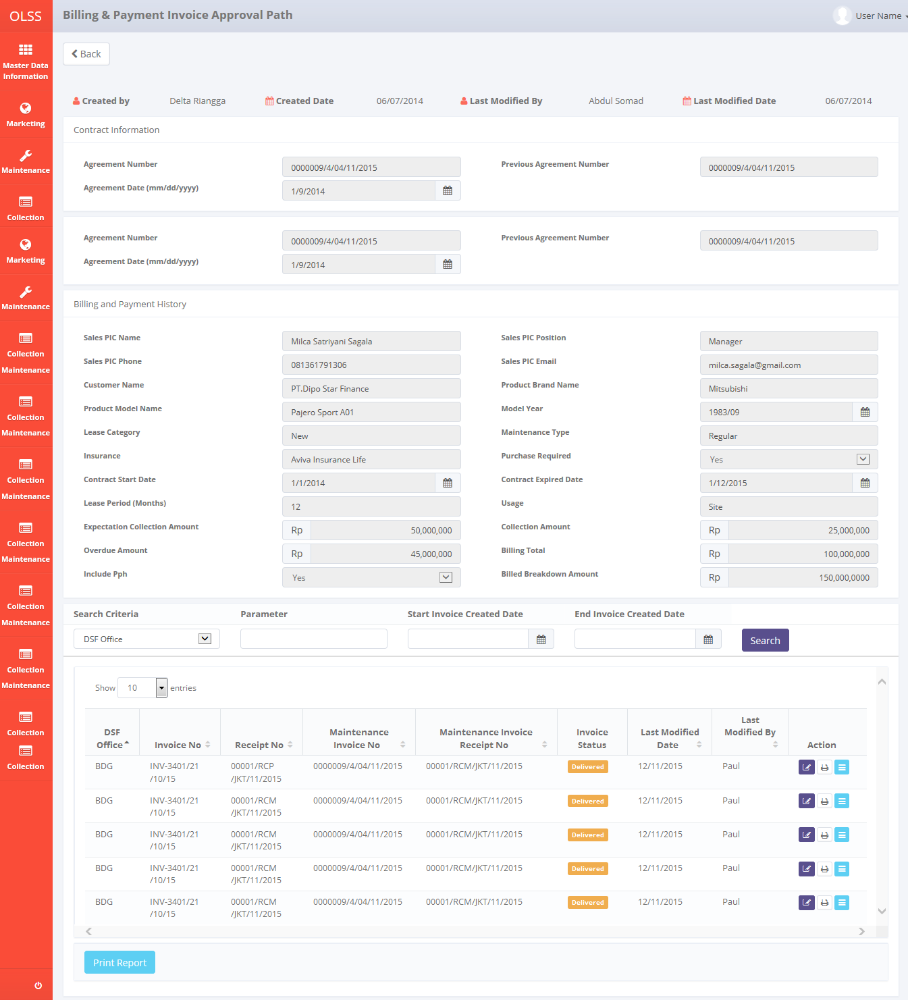 OLSS
Billing & Payment Invoice Approval Path
User Name
Master Data
Information
Marketing
Maintenance
Collection
Marketing
Maintenance
Collection
Maintenance
Collection
Maintenance
Collection
Maintenance
Collection
Maintenance
Collection
Maintenance
Collection
Maintenance
Collection
Collection
Back
Created by Delta Riangga Created Date 06/07/2014 Last Modified By Abdul Somad Last Modified Date 06/07/2014
Contract Information
Agreement Number 0000009/4/04/11/2015 Previous Agreement Number 0000009/4/04/11/2015
Agreement Date (mm/dd/yyyy) 1/9/2014
Agreement Number 0000009/4/04/11/2015 Previous Agreement Number 0000009/4/04/11/2015
Agreement Date (mm/dd/yyyy) 1/9/2014
Billing and Payment History
Sales PIC Name Milca Satriyani Sagala Sales PIC Position Manager
Sales PIC Phone 081361791306 Sales PIC Email milca.sagala@gmail.com
Customer Name PT.Dipo Star Finance Product Brand Name Mitsubishi
Product Model Name Pajero Sport A01 Model Year 1983/09
Lease Category New Maintenance Type Regular
Insurance Aviva Insurance Life Purchase Required Yes
Contract Start Date 1/1/2014 Contract Expired Date 1/12/2015
Lease Period (Months) 12 Usage Site
Expectation Collection Amount Rp 50,000,000 Collection Amount Rp 25,000,000
Overdue Amount Rp 45,000,000 Billing Total Rp 100,000,000
Include Pph Yes Billed Breakdown Amount Rp 150,000,0000
Search Criteria Parameter Start Invoice Created Date End Invoice Created Date
DSF Office Search
Show 10 entries
DSF Office Invoice No Receipt No Maintenance Invoice No Maintenance Invoice Receipt No Invoice Status Last Modified Date Last Modified By Action
BDG INV-3401/21 00001/RCP 0000009/4/04/11/2015 00001/RCM/JKT/11/2015 Delivered 12/11/2015 Paul
/10/15 /JKT/11/2015
BDG INV-3401/21 00001/RCM 0000009/4/04/11/2015 00001/RCM/JKT/11/2015 Delivered 12/11/2015 Paul
/10/15 /JKT/11/2015
BDG INV-3401/21 00001/RCM 0000009/4/04/11/2015 00001/RCM/JKT/11/2015 Delivered 12/11/2015 Paul
/10/15 /JKT/11/2015
BDG INV-3401/21 00001/RCM 0000009/4/04/11/2015 00001/RCM/JKT/11/2015 Delivered 12/11/2015 Paul
/10/15 /JKT/11/2015
BDG INV-3401/21 00001/RCM 0000009/4/04/11/2015 00001/RCM/JKT/11/2015 Delivered 12/11/2015 Paul
/10/15 /JKT/11/2015
Print Report